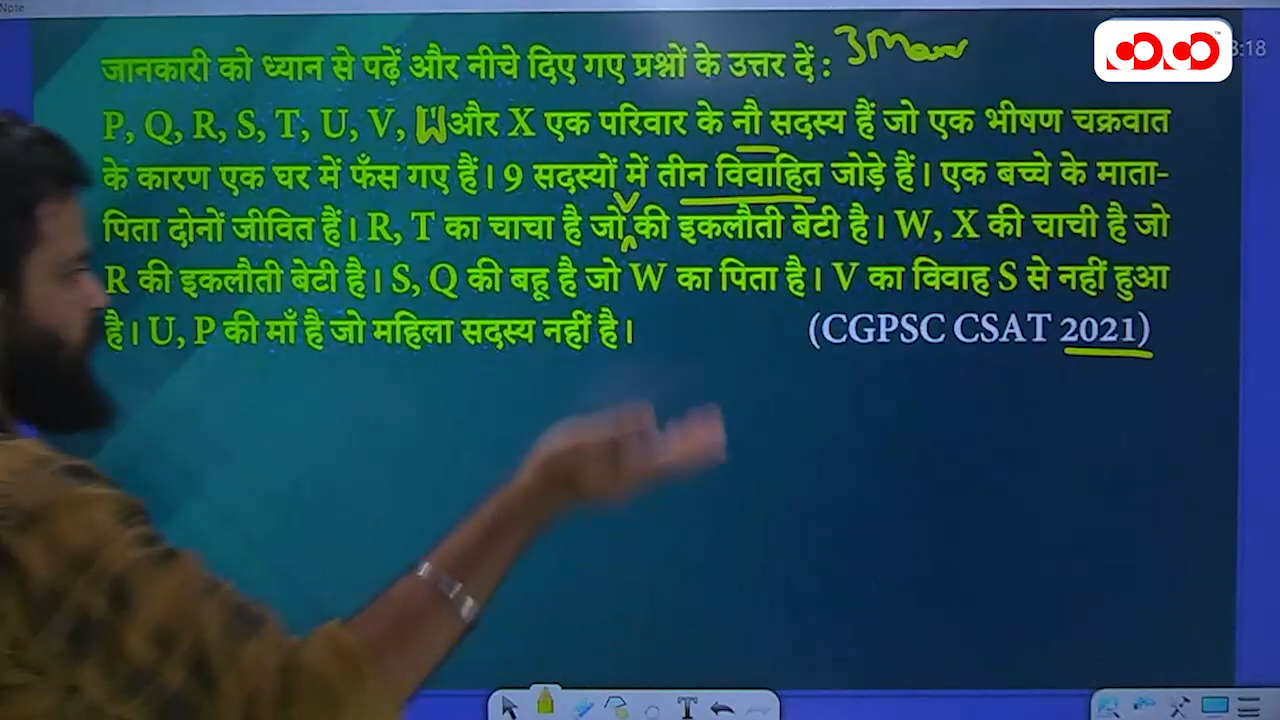 Note
जानकारी को ध्यान से पढ़ें और नीचे दिए गए प्रश्नों के उत्तर दें :
P, Q, R, S, T, U, V, W और X एक परिवार के नौ सदस्य हैं जो एक भीषण चक्रवात
के कारण एक घर में फँस गए हैं। 9 सदस्यों में तीन विवाहित जोड़े हैं। एक बच्चे के माता-
पिता दोनों जीवित हैं। R, T का चाचा है जो V की इकलौती बेटी है। W, X की चाची है जो
R की इकलौती बेटी है। S, Q की बहू है जो W का पिता है। V का विवाह S से नहीं हुआ
है। U, P की माँ है जो महिला सदस्य नहीं है।
(CGPSC CSAT 2021)